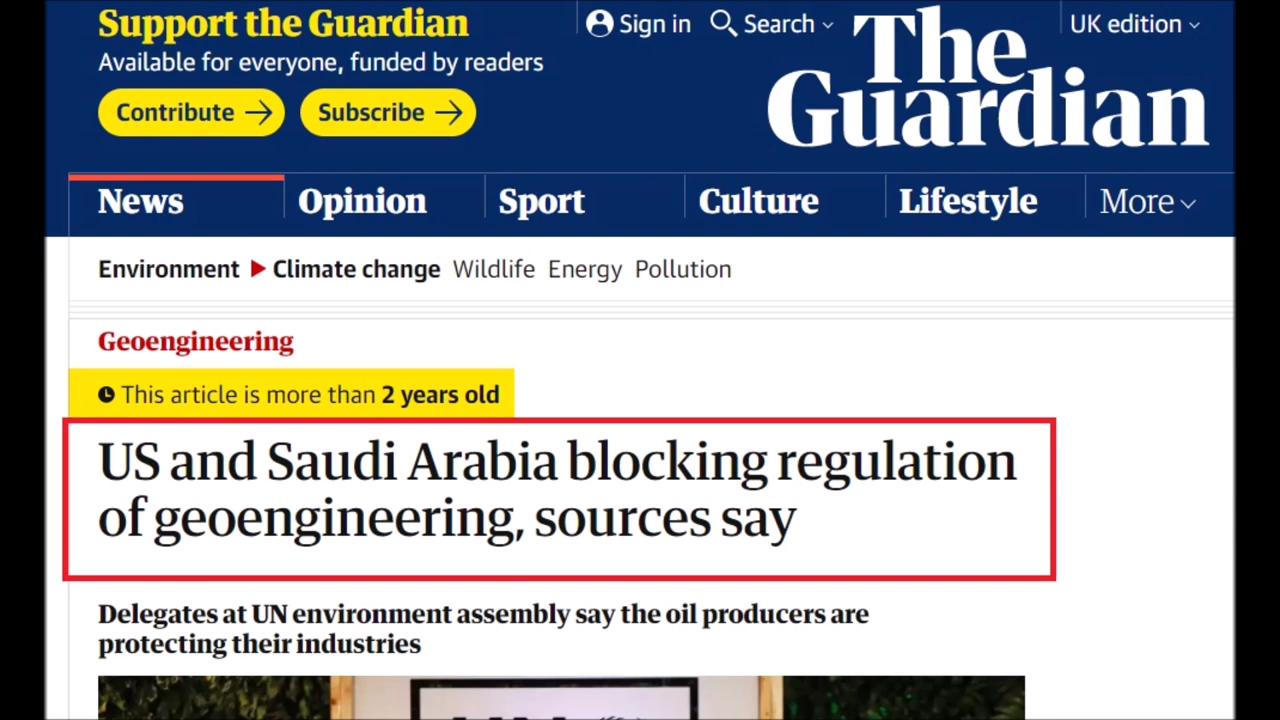 Support the Guardian
Available for everyone, funded by readers
Contribute
Subscribe
Sign in
Search
UK edition
The
Guardian
News
Opinion
Sport
Culture
Lifestyle
More
Environment
Climate change
Wildlife
Energy
Pollution
Geoengineering
This article is more than 2 years old
US and Saudi Arabia blocking regulation
of geoengineering, sources say
Delegates at UN environment assembly say the oil producers are
protecting their industries